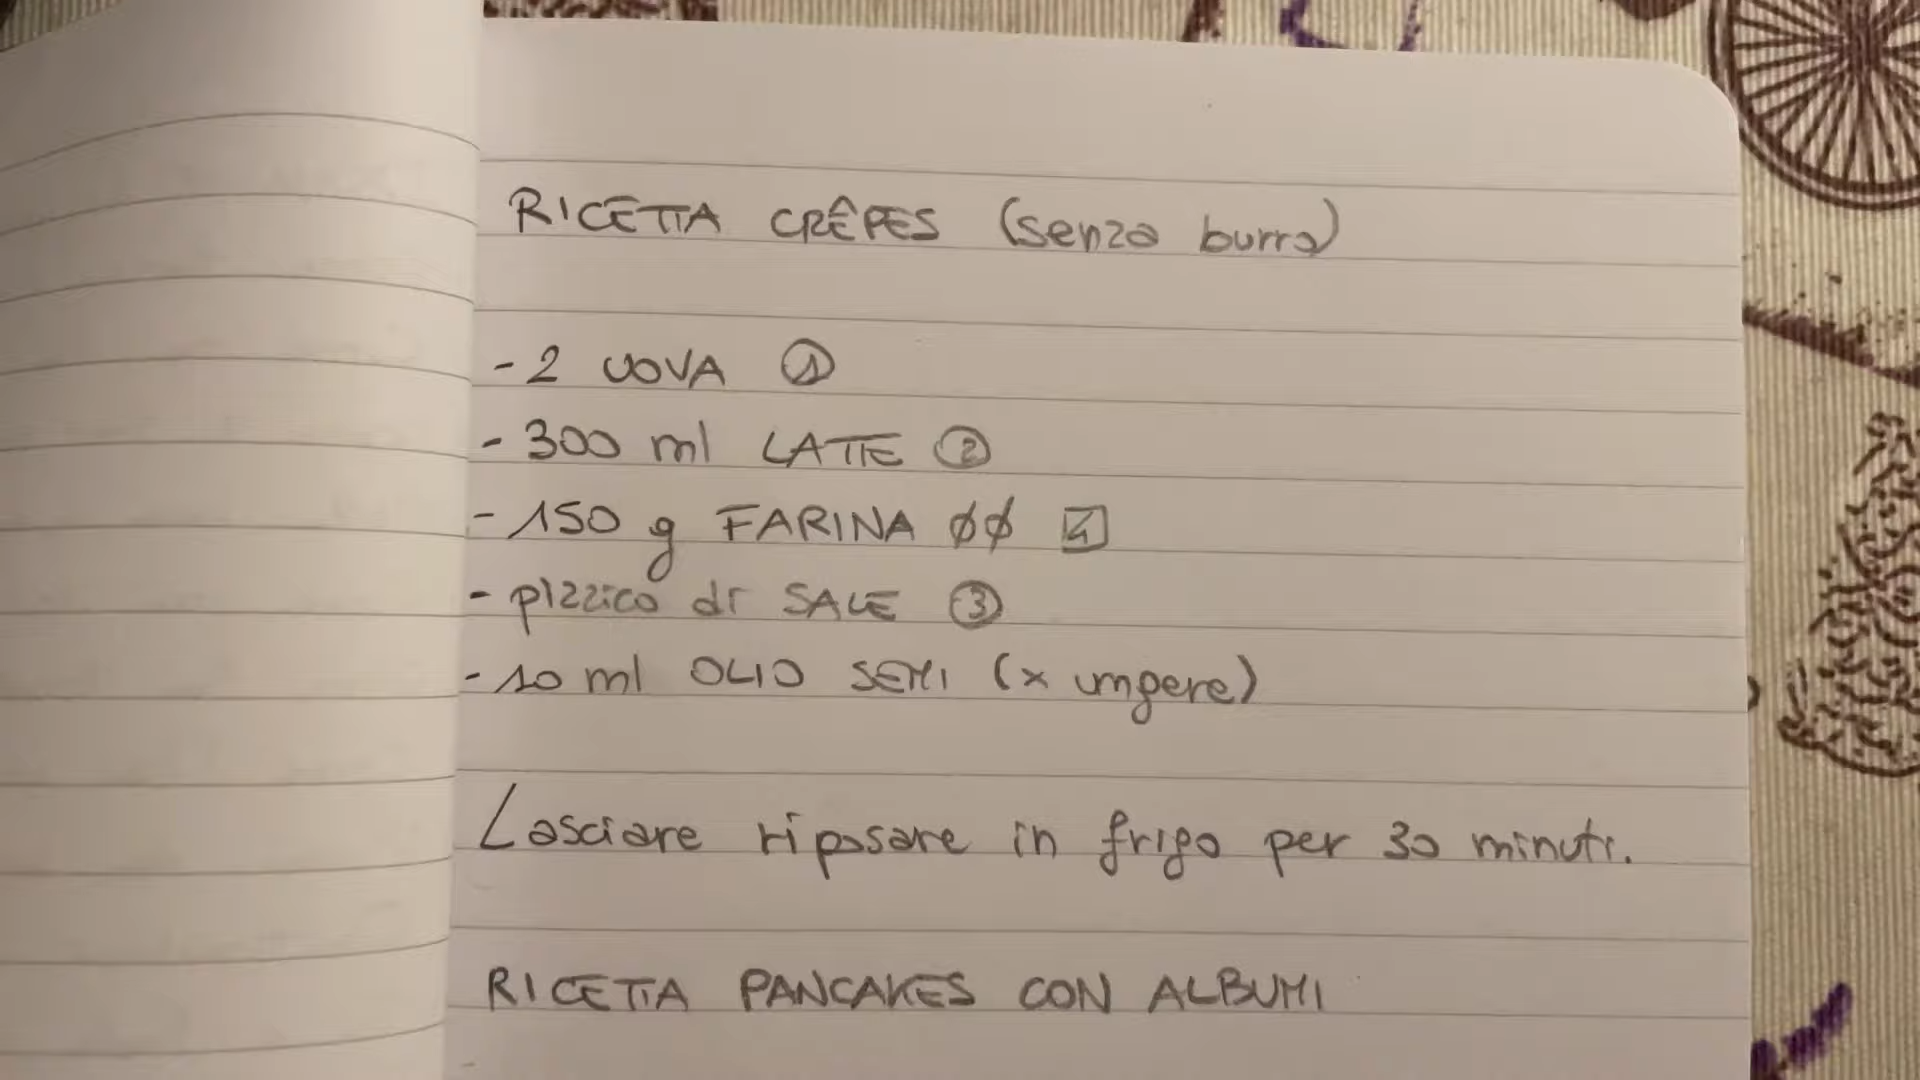 RICETTA CRÊPES (senza burro)
- 2 UOVA ①
- 300 ml LATTE ②
- 150 g FARINA 00 4
- pizzico di SALE ③
- 10 ml OLIO SEMI (x ungere)
Lasciare riposare in frigo per 30 minuti.
RICETTA PANCAKES CON ALBUMI